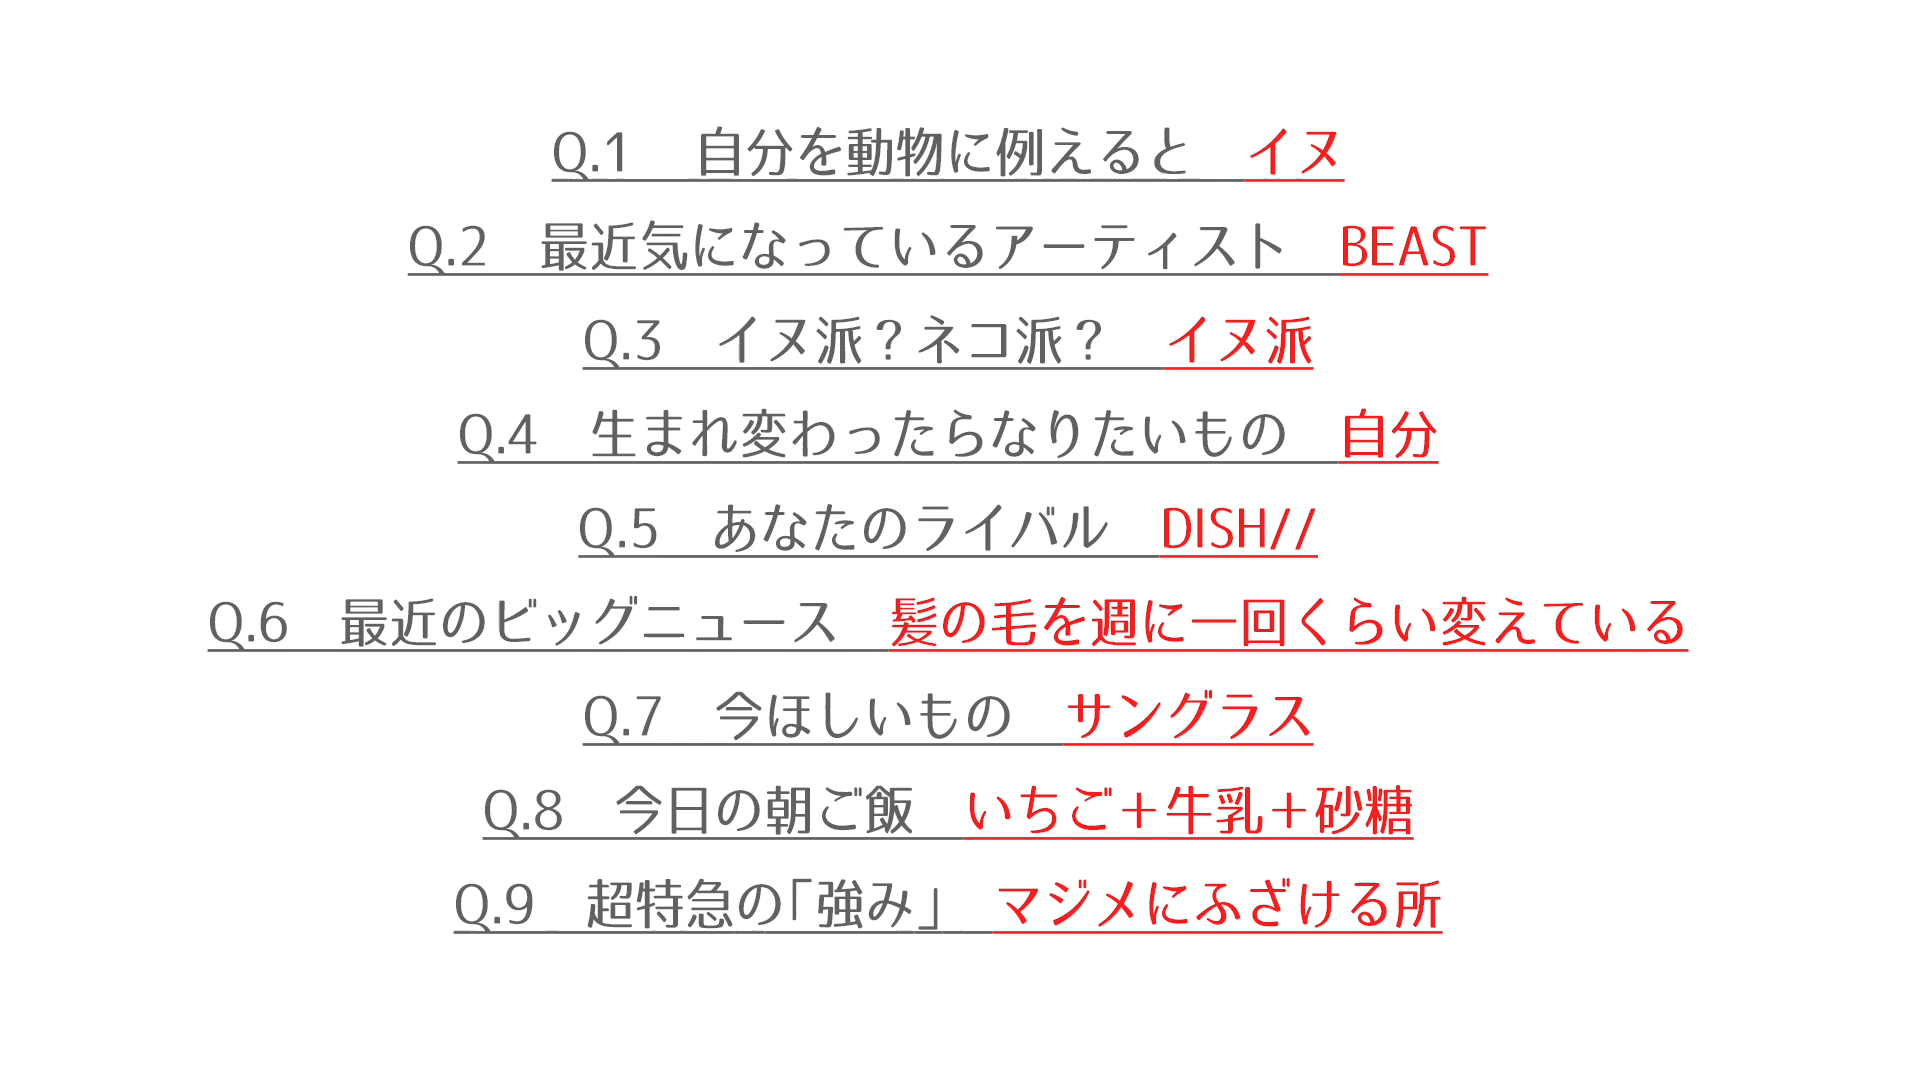 Q.1　自分を動物に例えると　イヌ
Q.2　最近気になっているアーティスト　BEAST
Q.3　イヌ派？ネコ派？　イヌ派
Q.4　生まれ変わったらなりたいもの　自分
Q.5　あなたのライバル　DISH//
Q.6　最近のビッグニュース　髪の毛を週に一回くらい変えている
Q.7　今ほしいもの　サングラス
Q.8　今日の朝ご飯　いちご＋牛乳＋砂糖
Q.9　超特急の「強み」　マジメにふざける所